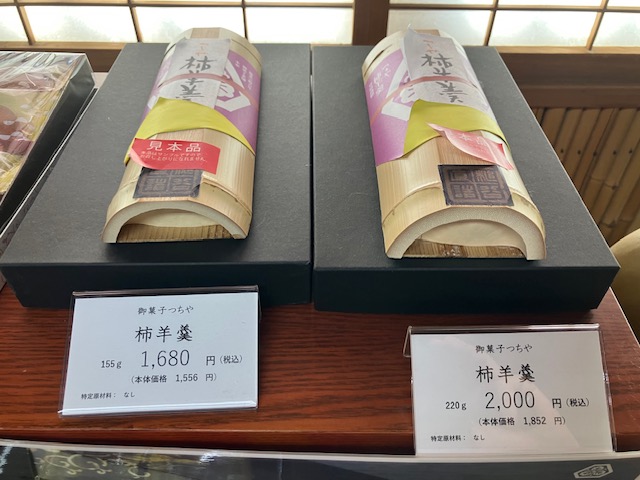 柿羊羹
見本品
柿羊羹
御菓子つちや
柿羊羹
155g 1,680 円(税込)
(本体価格 1,556 円)
特定原材料: なし
御菓子つちや
柿羊羹
220g 2,000 円(税込)
(本体価格 1,852 円)
特定原材料: なし